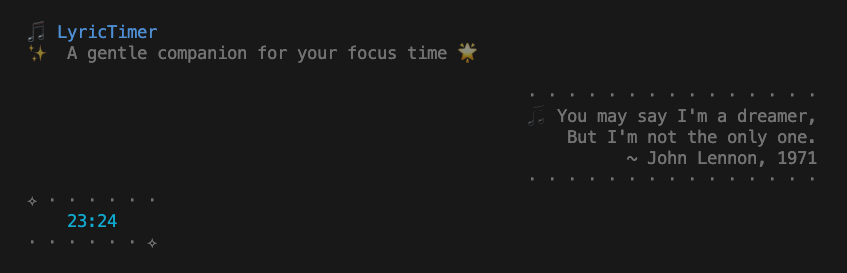 🎵 LyricTimer
✨ A gentle companion for your focus time 🌟
· · · · · · · · · · · · · · ·
🎵 You may say I'm a dreamer,
But I'm not the only one.
~ John Lennon, 1971
· · · · · · · · · · · · · · ·
✧ · · · · · ·
23:24
· · · · · · ✧